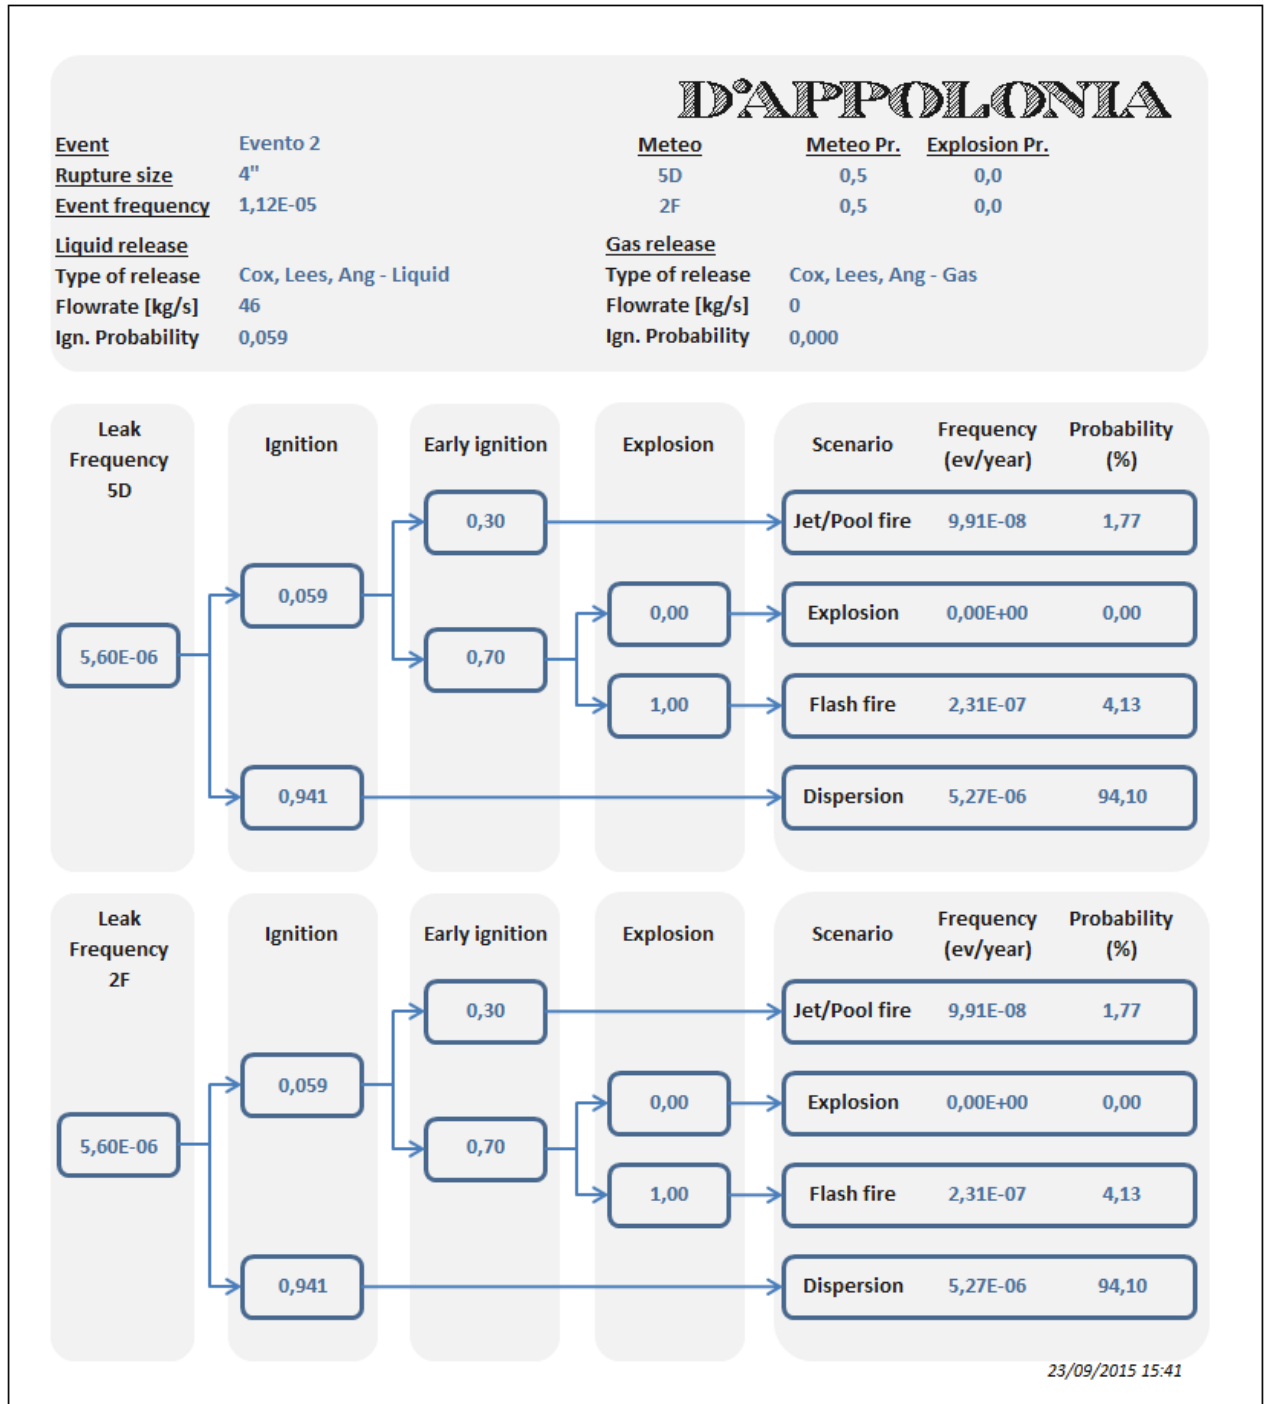 D'APPOLONIA
Event Evento 2 Meteo Meteo Pr. Explosion Pr.
Rupture size 4" 5D 0,5 0,0
Event frequency 1,12E-05 2F 0,5 0,0
Liquid release Gas release
Type of release Cox, Lees, Ang - Liquid Type of release Cox, Lees, Ang - Gas
Flowrate [kg/s] 46 Flowrate [kg/s] 0
Ign. Probability 0,059 Ign. Probability 0,000
Leak Frequency Probability
Ignition Early ignition Explosion Scenario
Frequency (ev/year) (%)
5D
0,30 Jet/Pool fire 9,91E-08 1,77
0,059 0,00 Explosion 0,00E+00 0,00
5,60E-06 0,70
1,00 Flash fire 2,31E-07 4,13
0,941 Dispersion 5,27E-06 94,10
Leak Frequency Probability
Ignition Early ignition Explosion Scenario
Frequency (ev/year) (%)
2F
0,30 Jet/Pool fire 9,91E-08 1,77
0,059 0,00 Explosion 0,00E+00 0,00
5,60E-06 0,70
1,00 Flash fire 2,31E-07 4,13
0,941 Dispersion 5,27E-06 94,10
23/09/2015 15:41